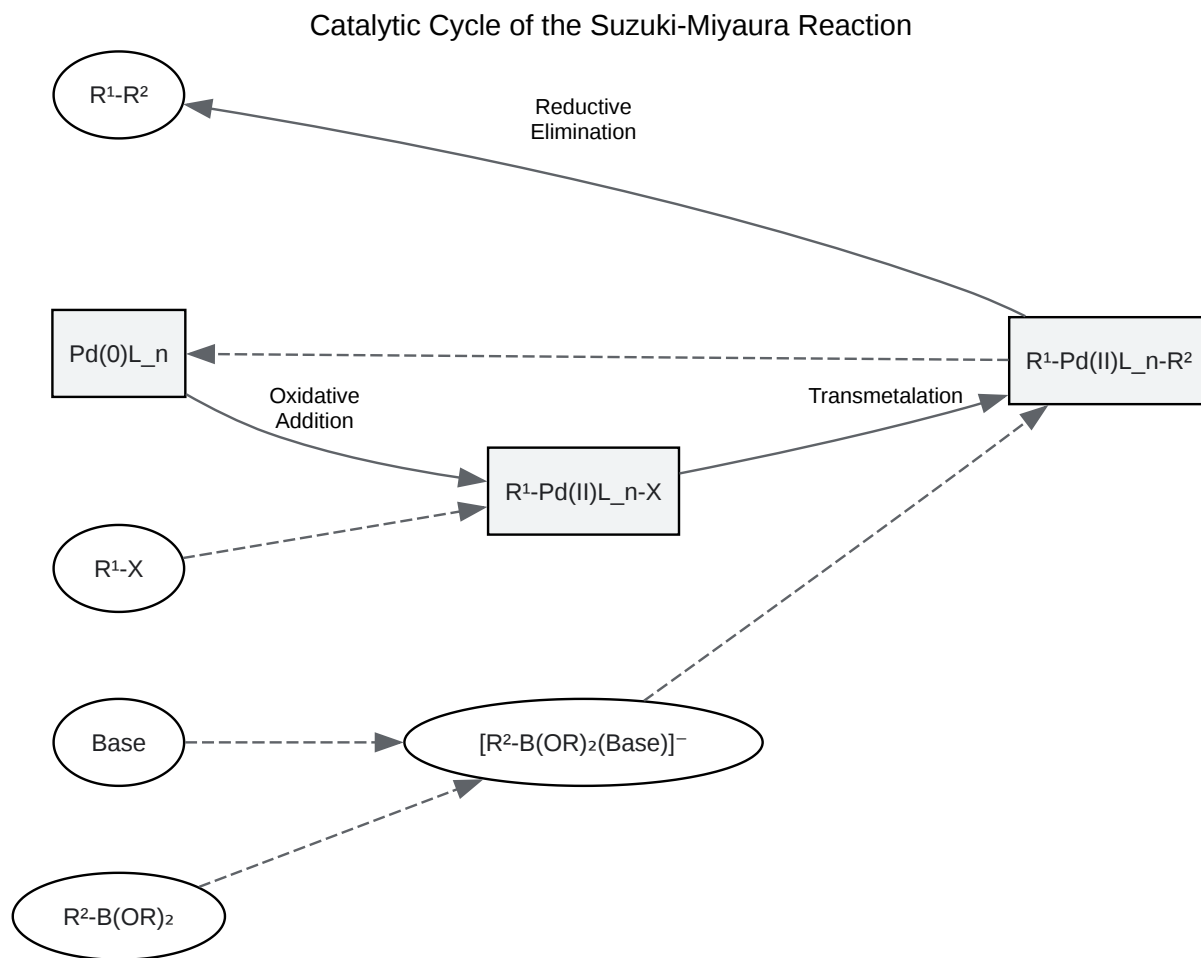 Catalytic Cycle of the Suzuki-Miyaura Reaction
R¹-R²
Reductive
Elimination
Pd(0)L_n
R¹-Pd(II)L_n-R²
Oxidative
Addition
Transmetalation
R¹-Pd(II)L_n-X
R¹-X
Base
[R²-B(OR)₂(Base)]⁻
R²-B(OR)₂